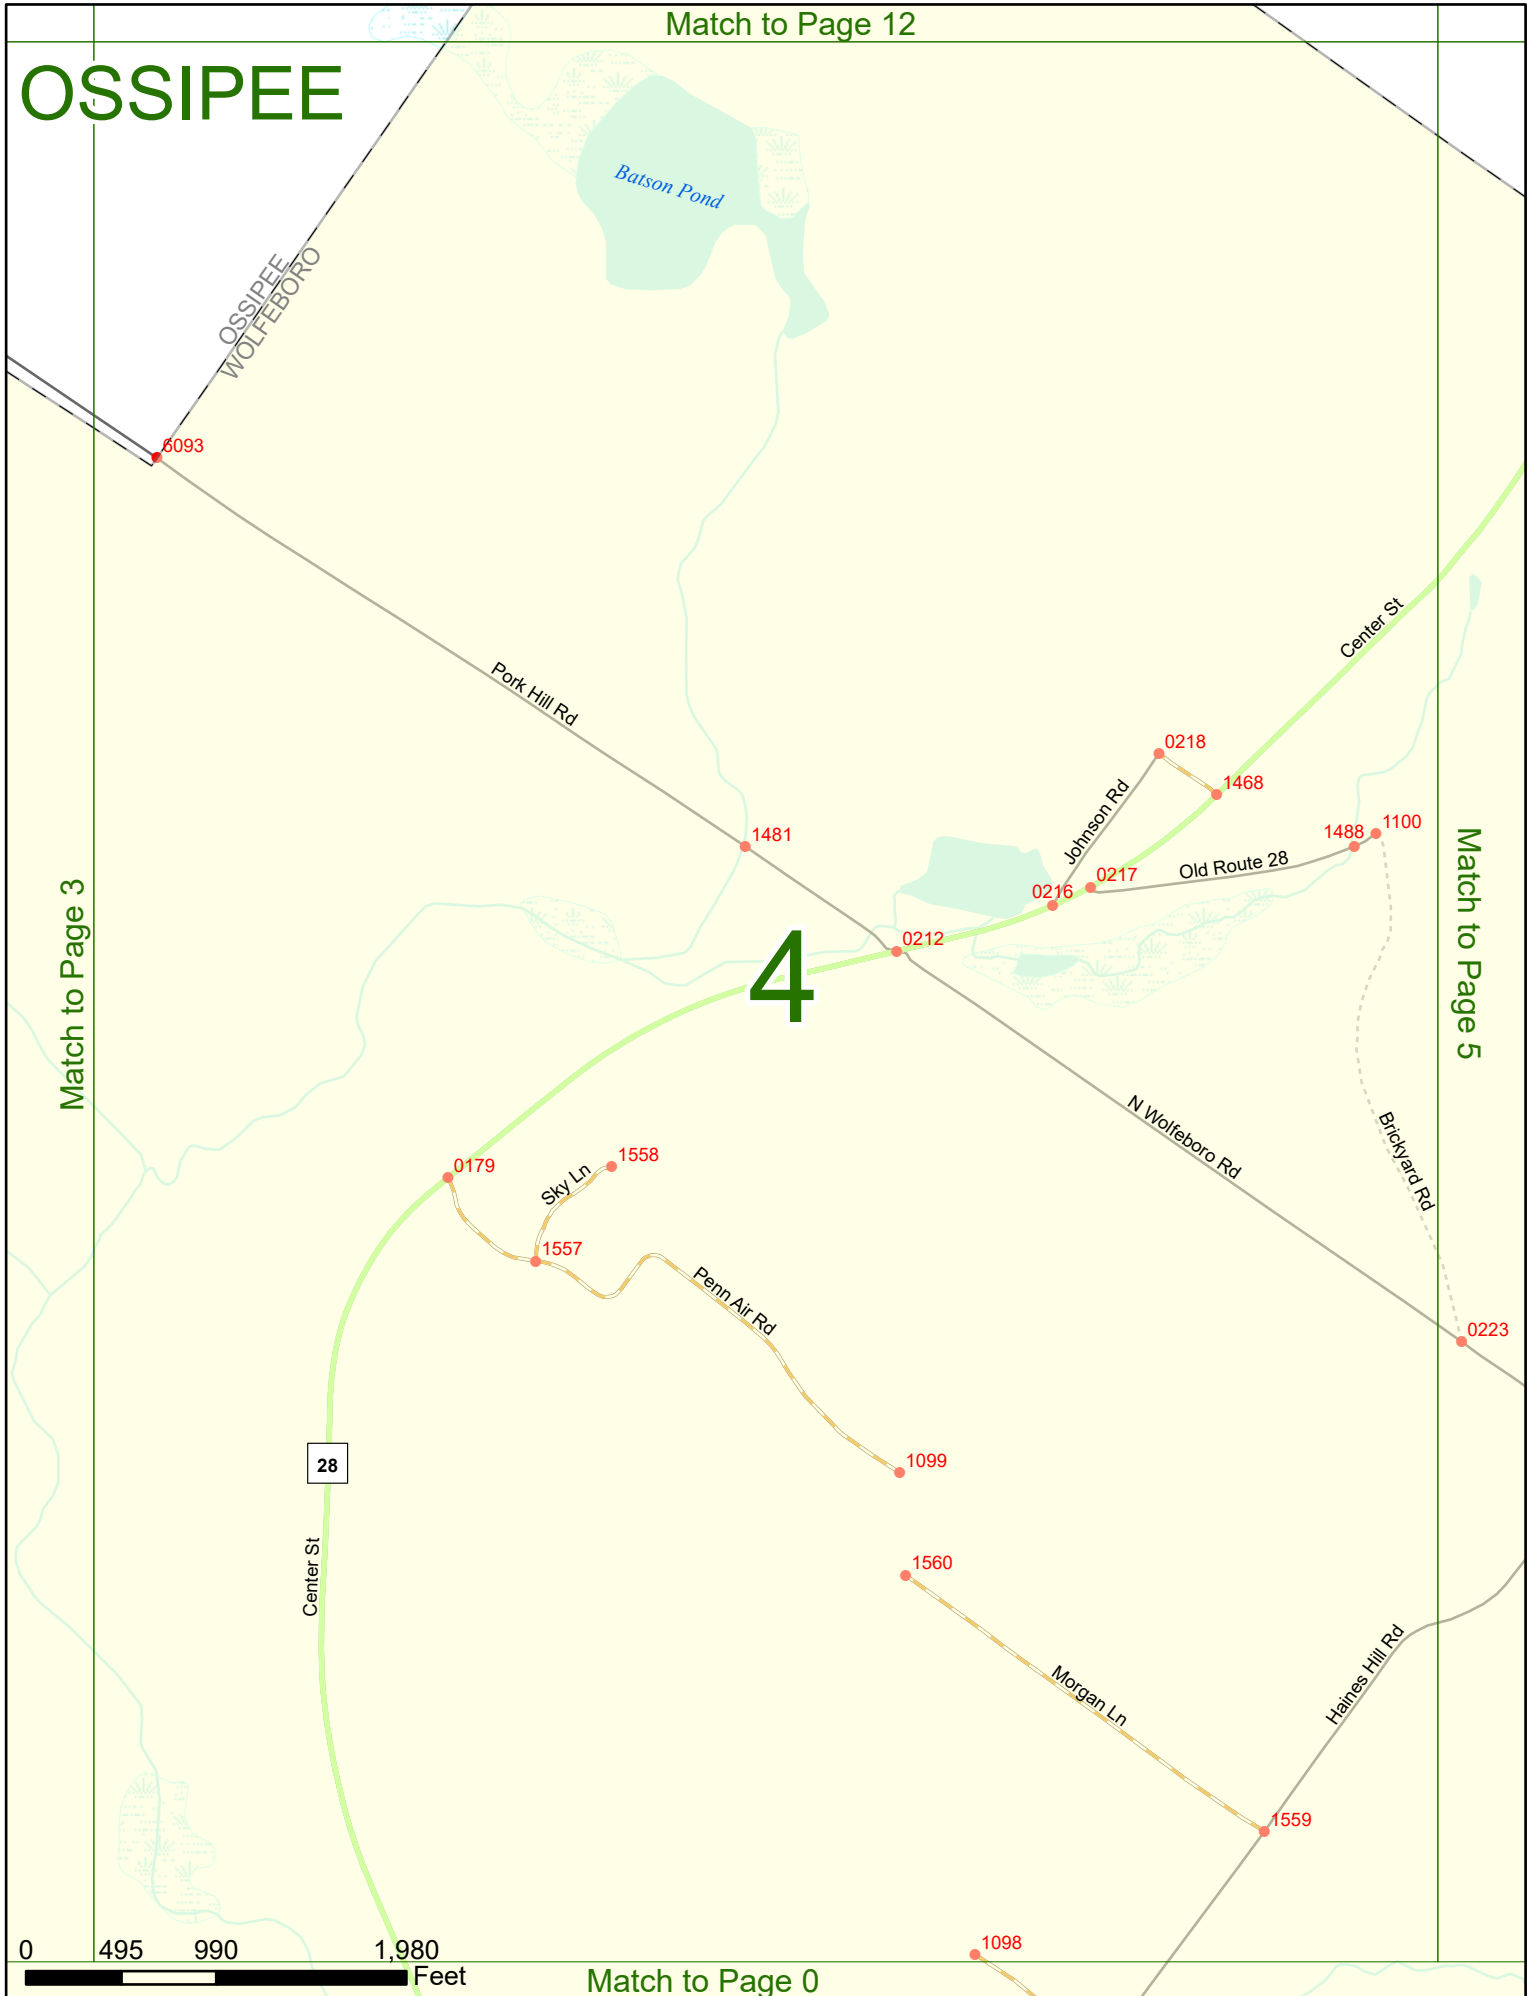 Match to Page 12
OSSIPEE
Batson Pond
OSSIPEE
WOLFEBORO
6093
Center St
Pork Hill Rd
0218
1468
Johnson Rd
1481
1488
1100
Old Route 28
0217
0216
0212
Match to Page 3
4
Match to Page 5
N Wolfeboro Rd
Brickyard Rd
0179
1558
Sky Ln
1557
Penn Air Rd
0223
1099
28
Center St
1560
Morgan Ln
Haines Hill Rd
1559
1098
0 495 990 1,980
Feet
Match to Page 0